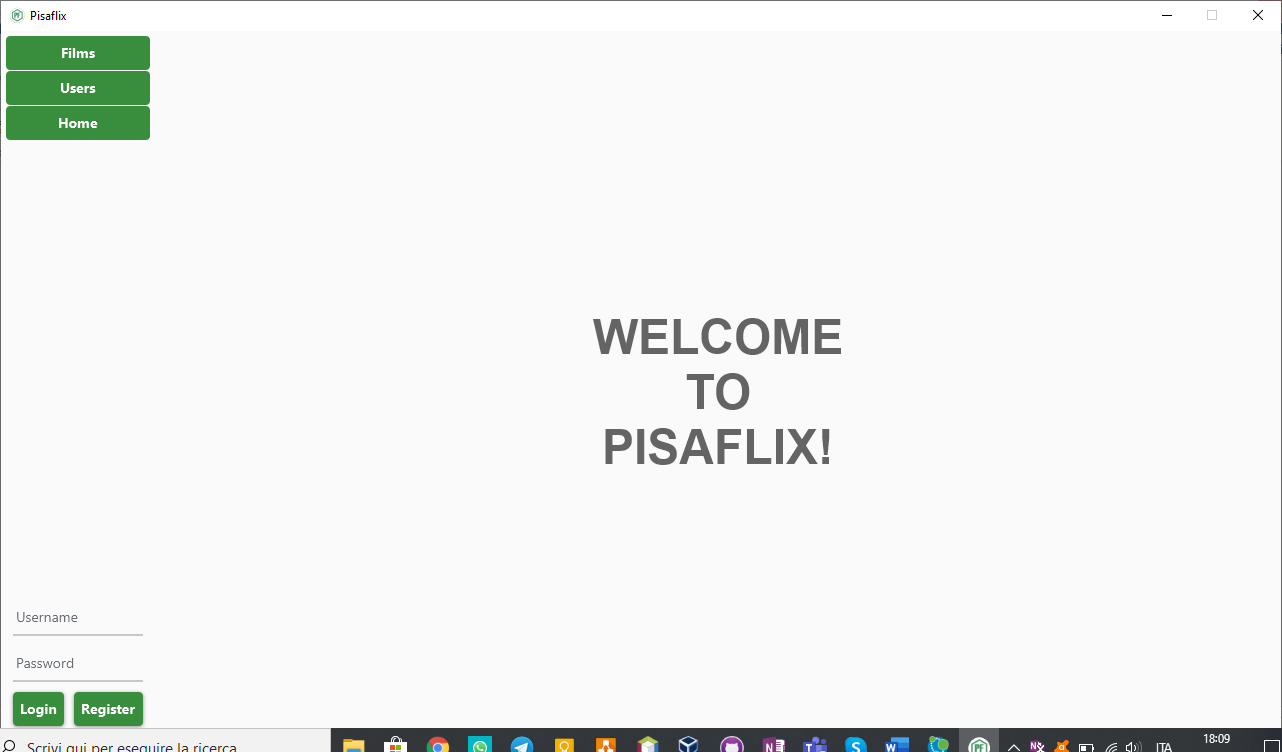 Pisaflix
Films
Users
Home
WELCOME
TO
PISAFLIX!
Username
Password
Login Register
Scrivi qui per eseguire la ricerca
ITA
18:09